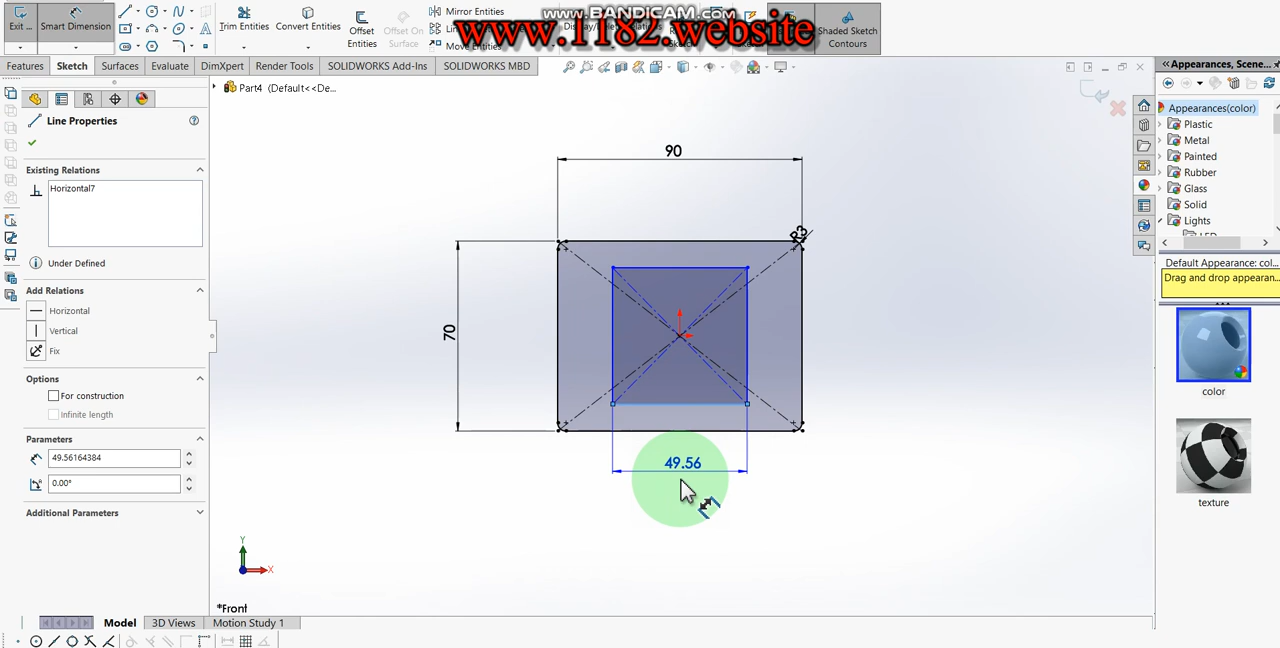 www.BANDICAM.com
www.1182.website
Exit ...
Smart Dimension
Trim Entities
Convert Entities
Offset Entities
Offset On Surface
Mirror Entities
Move Entities
Shaded Sketch Contours
Features
Sketch
Surfaces
Evaluate
DimXpert
Render Tools
SOLIDWORKS Add-Ins
SOLIDWORKS MBD
Part4 (Default<<De...
Line Properties
Existing Relations
Horizontal7
Under Defined
Add Relations
Horizontal
Vertical
Fix
Options
For construction
Infinite length
Parameters
49.56164384
0.00°
Additional Parameters
90
R3
70
49.56
Y
X
*Front
Model
3D Views
Motion Study 1
Appearances, Scene...
Appearances(color)
Plastic
Metal
Painted
Rubber
Glass
Solid
Lights
Default Appearance: col...
Drag and drop appearan...
color
texture